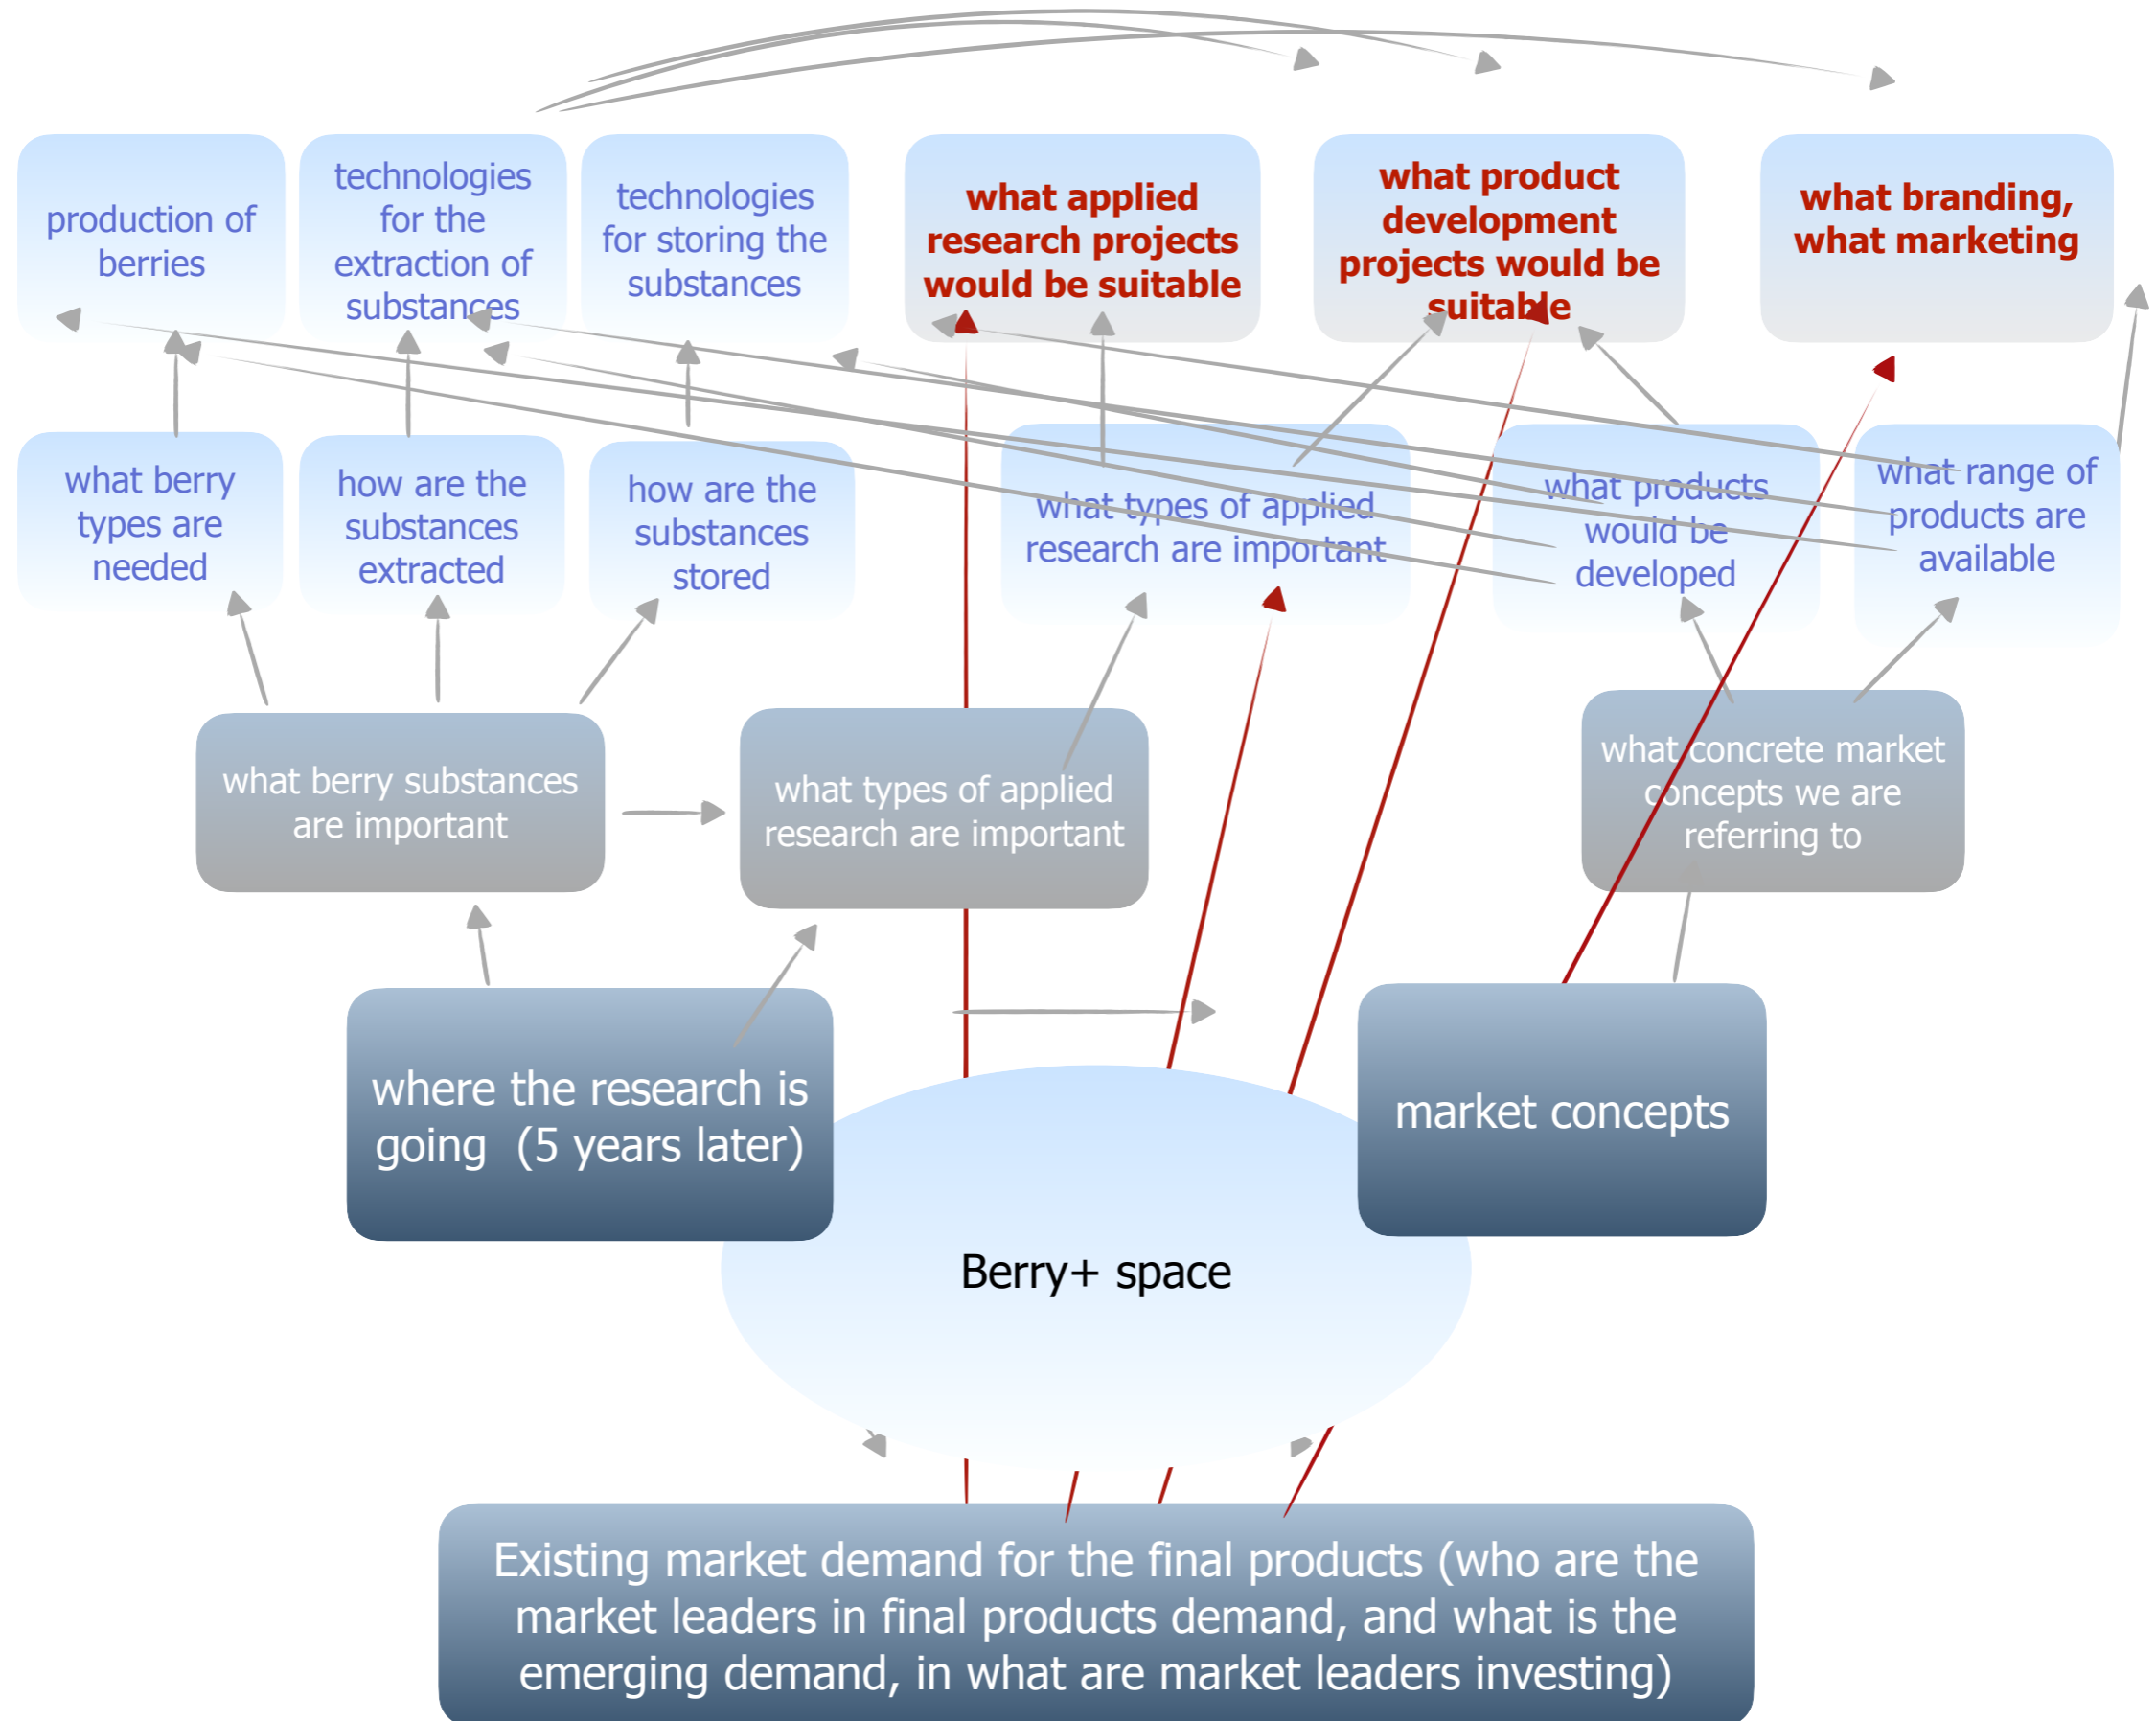 production of
berries
technologies
for the
extraction of
substances
technologies
for storing the
substances
what applied
research projects
would be suitable
what product
development
projects would be
suitable
what branding,
what marketing
what berry
types are
needed
how are the
substances
extracted
how are the
substances
stored
what types of applied
research are important
what products
would be
developed
what range of
products are
available
what berry substances
are important
what types of applied
research are important
what concrete market
concepts we are
referring to
where the research is
going (5 years later)
market concepts
Berry+ space
Existing market demand for the final products (who are the
market leaders in final products demand, and what is the
emerging demand, in what are market leaders investing)